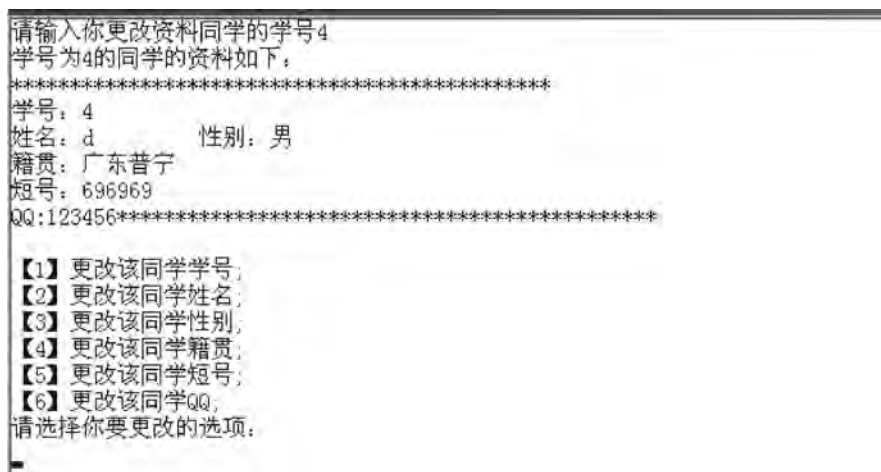 请输入你更改资料同学的学号4
学号为4的同学的资料如下：
**********************************************
学号：4
姓名：d 性别：男
籍贯：广东普宁
短号：696969
QQ:123456**********************************************
【1】更改该同学学号；
【2】更改该同学姓名；
【3】更改该同学性别；
【4】更改该同学籍贯；
【5】更改该同学短号；
【6】更改该同学QQ；
请选择你要更改的选项：